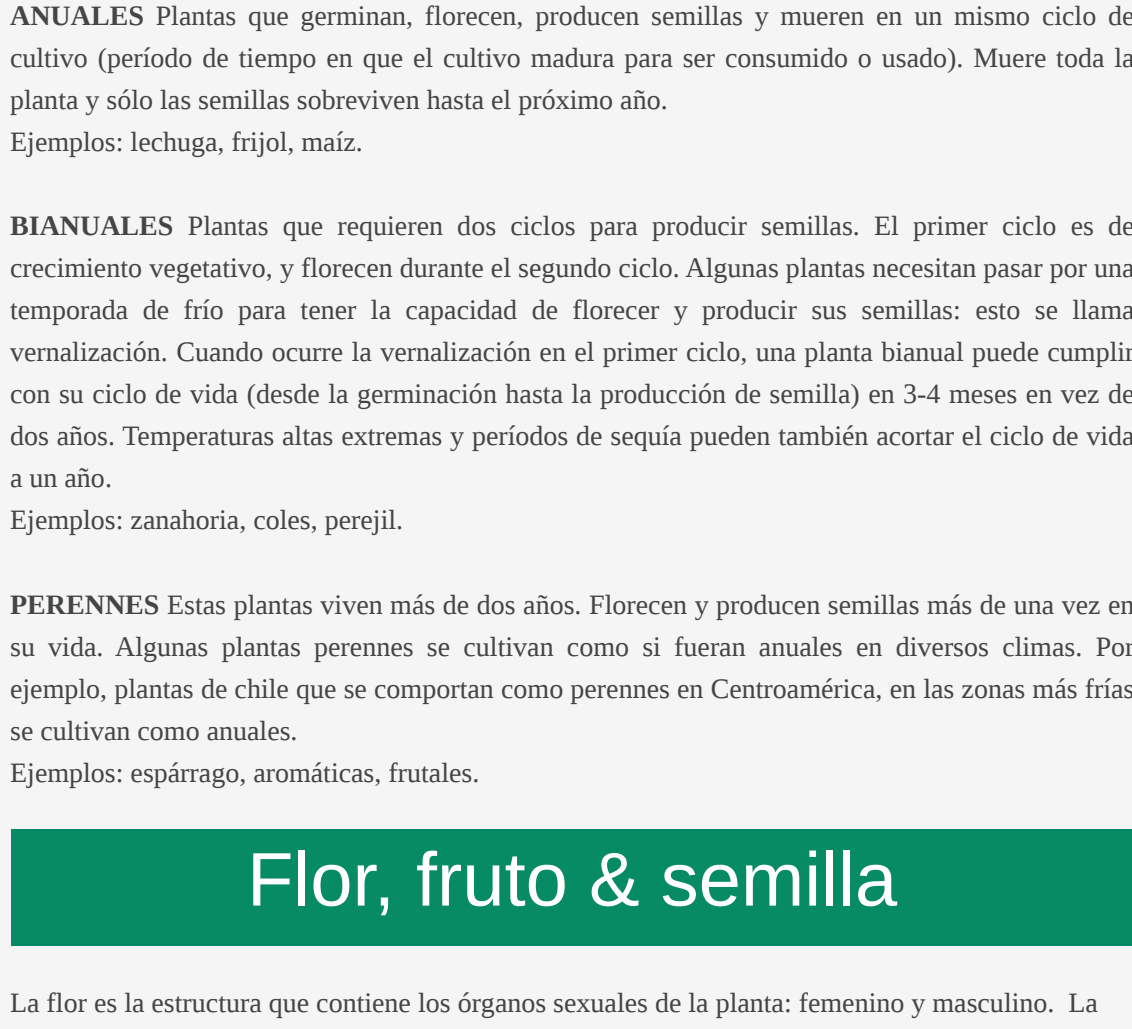 ANUALES Plantas que germinan, florecen, producen semillas y mueren en un mismo ciclo de
cultivo (período de tiempo en que el cultivo madura para ser consumido o usado). Muere toda la
planta y sólo las semillas sobreviven hasta el próximo año.
Ejemplos: lechuga, frijol, maíz.
BIANUALES Plantas que requieren dos ciclos para producir semillas. El primer ciclo es de
crecimiento vegetativo, y florecen durante el segundo ciclo. Algunas plantas necesitan pasar por una
temporada de frío para tener la capacidad de florecer y producir sus semillas: esto se llama
vernalización. Cuando ocurre la vernalización en el primer ciclo, una planta bianual puede cumplir
con su ciclo de vida (desde la germinación hasta la producción de semilla) en 3-4 meses en vez de
dos años. Temperaturas altas extremas y períodos de sequía pueden también acortar el ciclo de vida
a un año.
Ejemplos: zanahoria, coles, perejil.
PERENNES Estas plantas viven más de dos años. Florecen y producen semillas más de una vez en
su vida. Algunas plantas perennes se cultivan como si fueran anuales en diversos climas. Por
ejemplo, plantas de chile que se comportan como perennes en Centroamérica, en las zonas más frías
se cultivan como anuales.
Ejemplos: espárrago, aromáticas, frutales.
Flor, fruto & semilla
La flor es la estructura que contiene los órganos sexuales de la planta: femenino y masculino. La